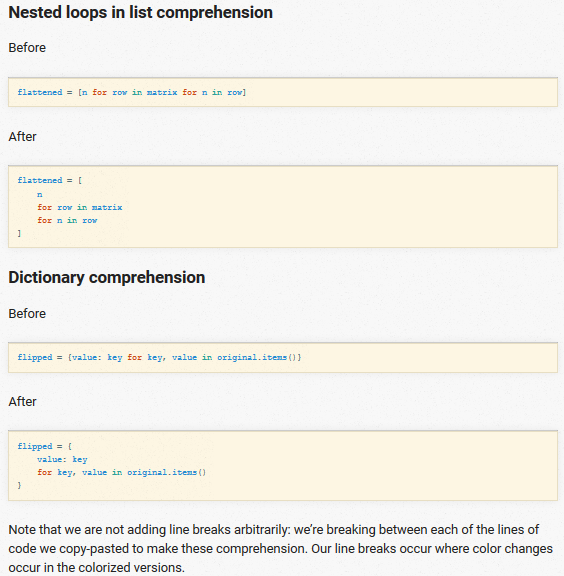 Nested loops in list comprehension
Before
flattened = [n for row in matrix for n in row]
After
flattened = [
    n
    for row in matrix
    for n in row
]
Dictionary comprehension
Before
flipped = {value: key for key, value in original.items()}
After
flipped = {
    value: key
    for key, value in original.items()
}
Note that we are not adding line breaks arbitrarily: we’re breaking between each of the lines of
code we copy-pasted to make these comprehension. Our line breaks occur where color changes
occur in the colorized versions.